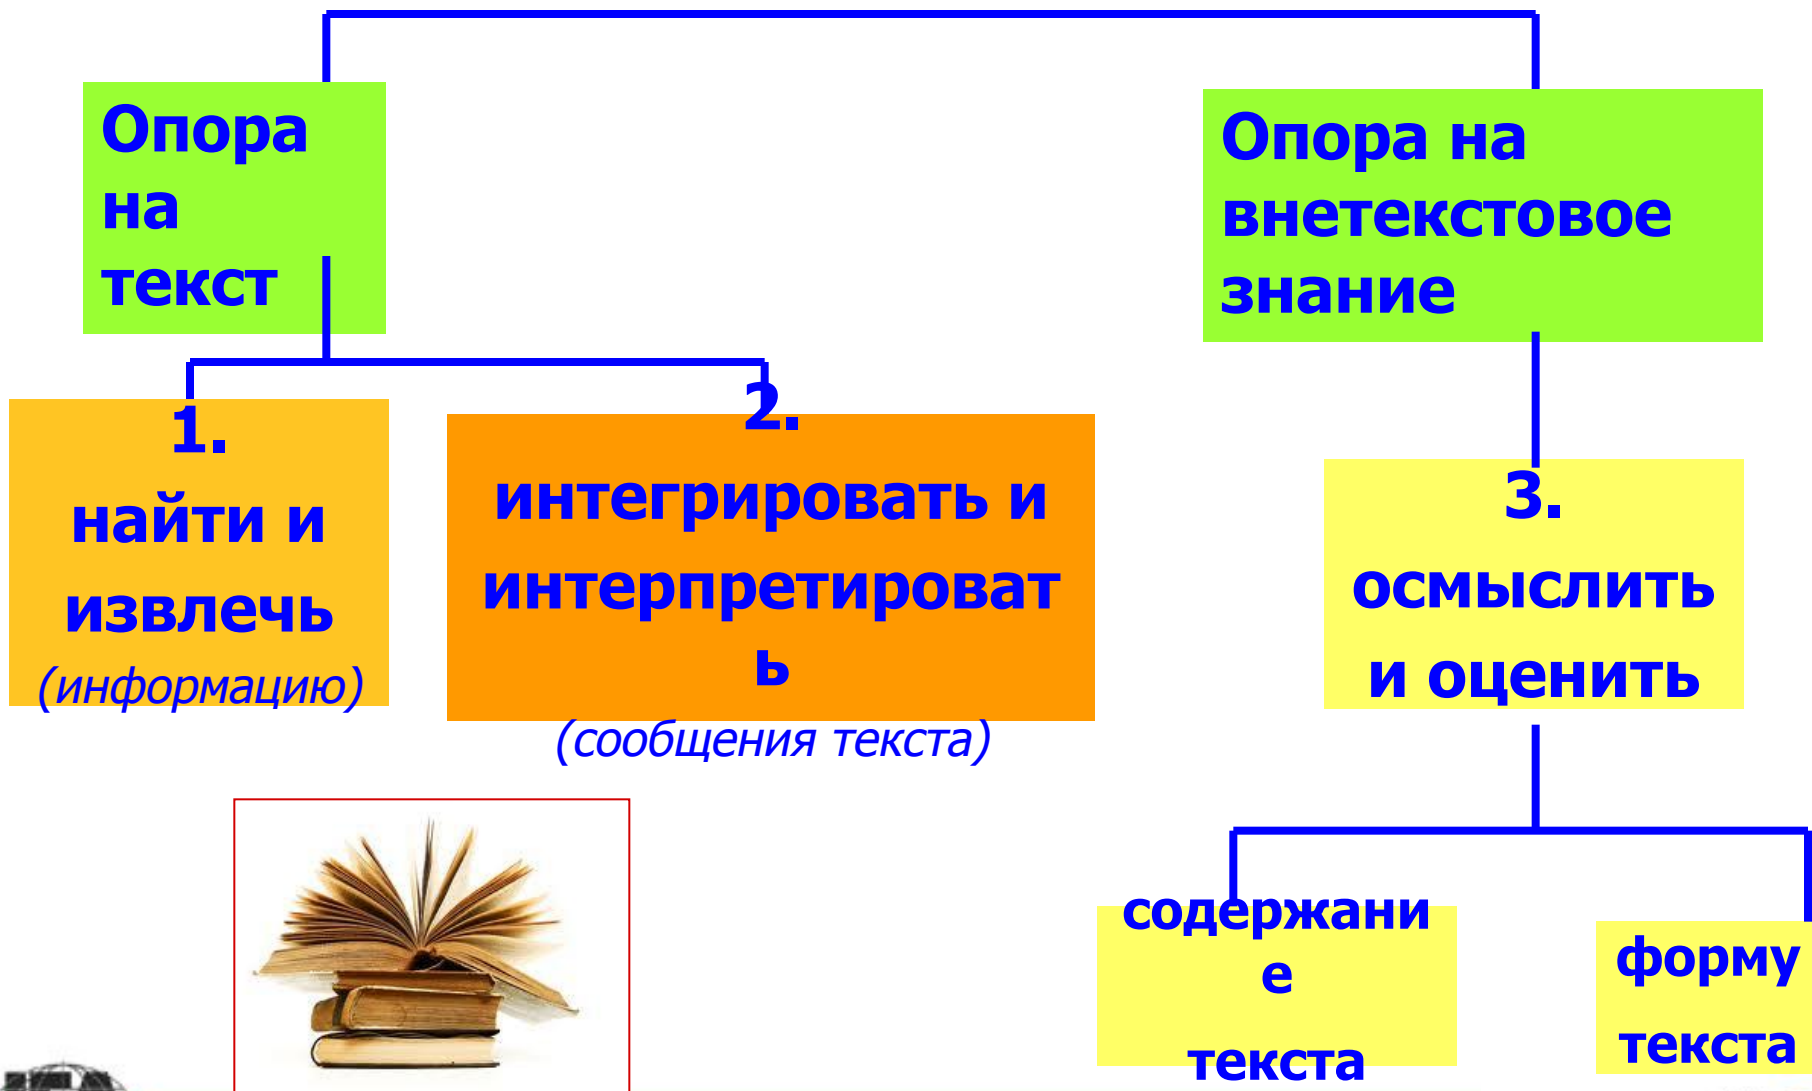 Опора
на
текст
Опора на
внетекстовое
знание
1.
найти и
извлечь
(информацию)
2.
интегрировать и
интерпретироват
ь
(сообщения текста)
3.
осмыслить
и оценить
содержани
е
текста
форму
текста